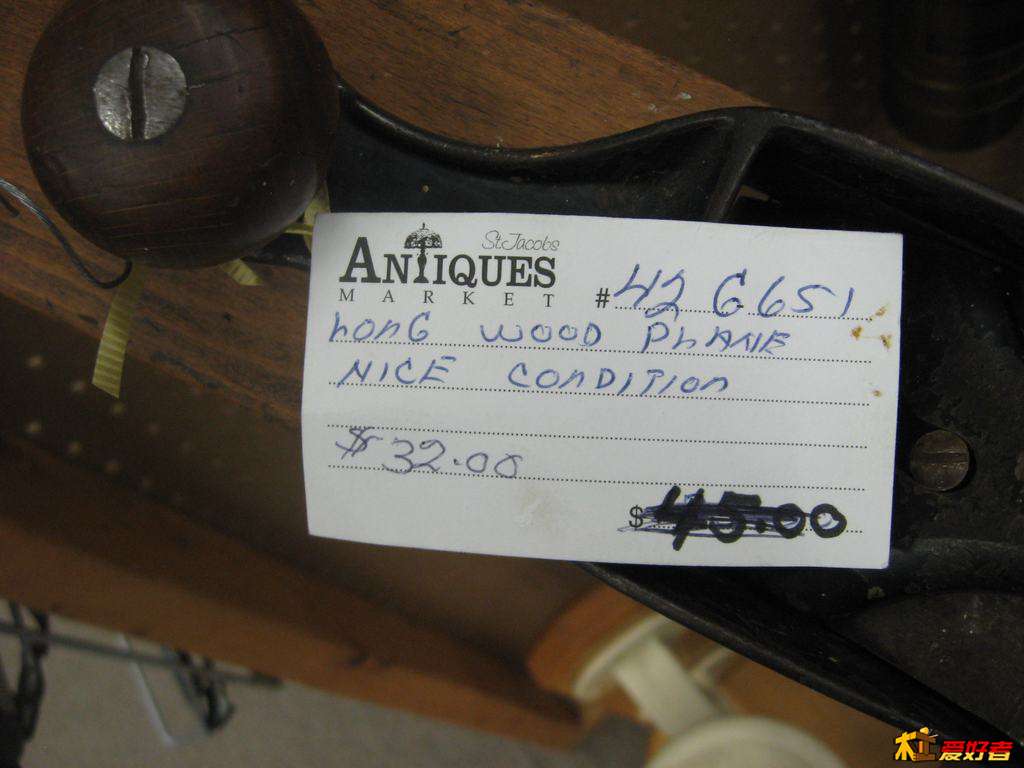 St. Jacobs
ANTIQUES
MARKET
# 42 G651
LONG WOOD PLANE
NICE CONDITION
$ 32.00
$ 45.00
木工爱好者